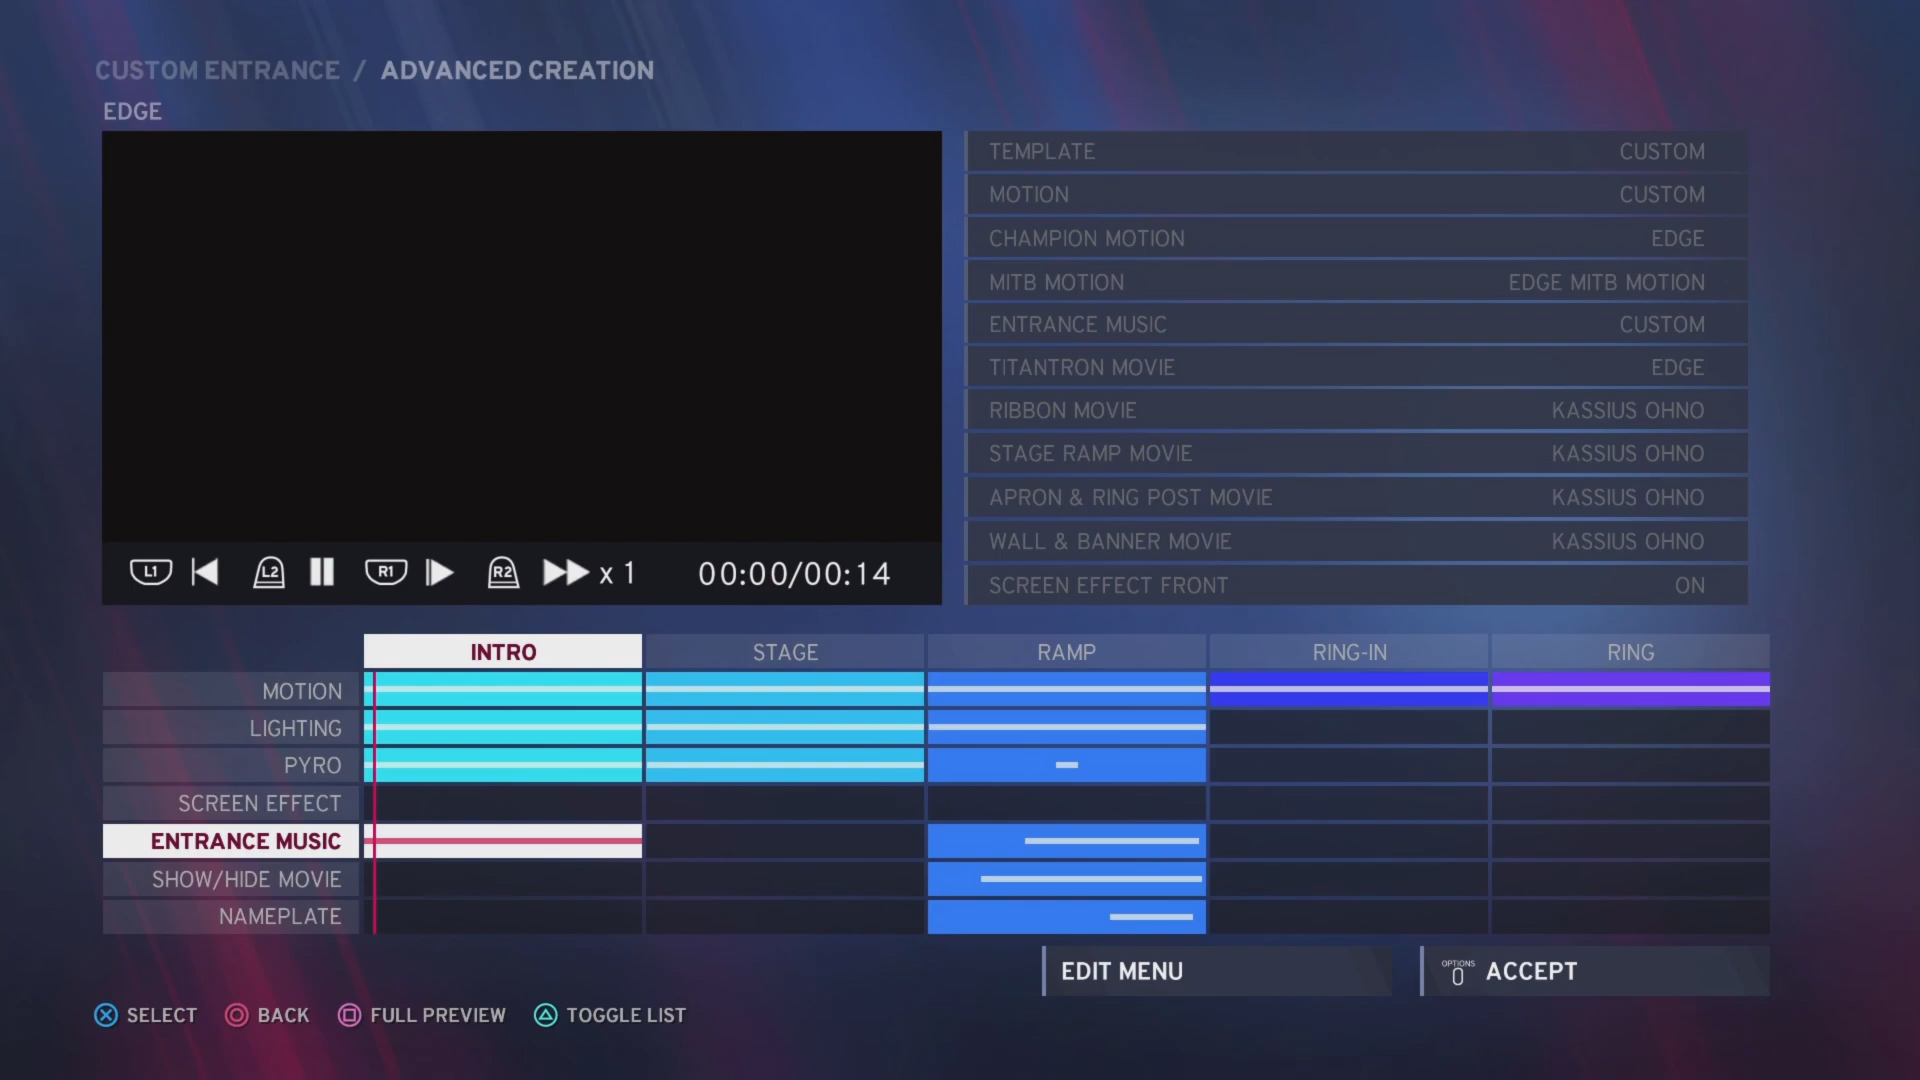 CUSTOM ENTRANCE / ADVANCED CREATION
EDGE
TEMPLATE CUSTOM
MOTION CUSTOM
CHAMPION MOTION EDGE
MITB MOTION EDGE MITB MOTION
ENTRANCE MUSIC CUSTOM
TITANTRON MOVIE EDGE
RIBBON MOVIE KASSIUS OHNO
STAGE RAMP MOVIE KASSIUS OHNO
APRON & RING POST MOVIE KASSIUS OHNO
WALL & BANNER MOVIE KASSIUS OHNO
SCREEN EFFECT FRONT ON
L1 L2 R1 R2 x 1 00:00/00:14
INTRO STAGE RAMP RING-IN RING
MOTION
LIGHTING
PYRO
SCREEN EFFECT
ENTRANCE MUSIC
SHOW/HIDE MOVIE
NAMEPLATE
EDIT MENU OPTIONS ACCEPT
SELECT BACK FULL PREVIEW TOGGLE LIST